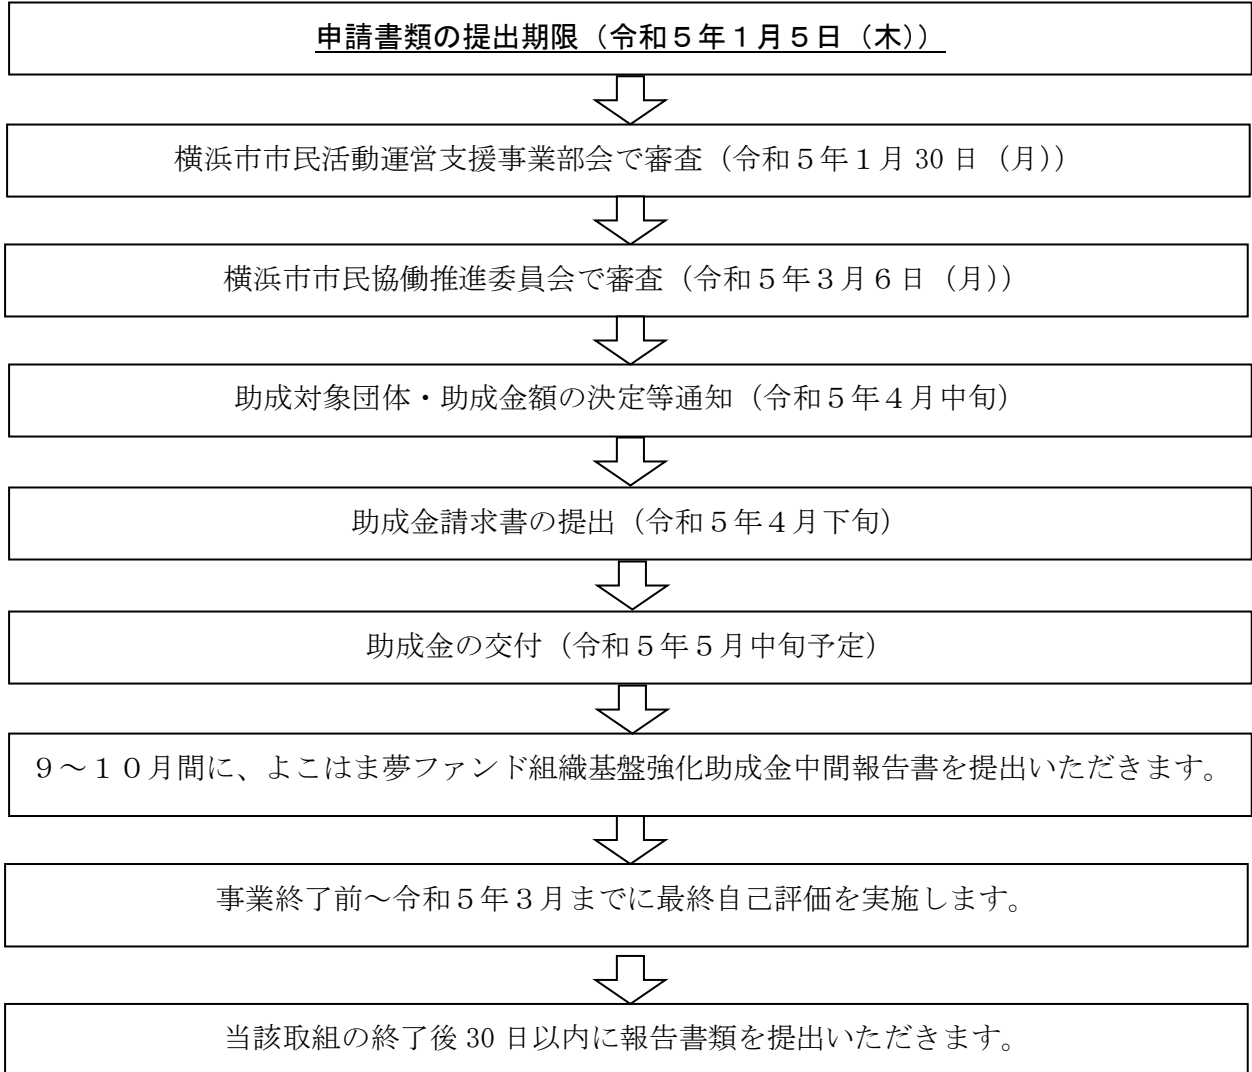 申請書類の提出期限（令和５年１月５日（木））
横浜市市民活動運営支援事業部会で審査（令和５年１月 30 日（月））
横浜市市民協働推進委員会で審査（令和５年３月６日（月））
助成対象団体・助成金額の決定等通知（令和５年４月中旬）
助成金請求書の提出（令和５年４月下旬）
助成金の交付（令和５年５月中旬予定）
９～１０月間に、よこはま夢ファンド組織基盤強化助成金中間報告書を提出いただきます。
事業終了前～令和５年３月までに最終自己評価を実施します。
当該取組の終了後 30 日以内に報告書類を提出いただきます。